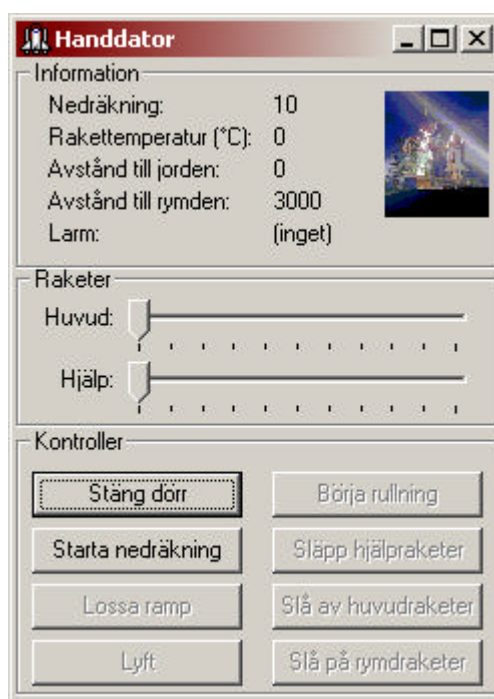 Handdator
Information
Nedräkning: 10
Rakettemperatur (°C): 0
Avstånd till jorden: 0
Avstånd till rymden: 3000
Larm: (inget)
Raketer
Huvud:
Hjälp:
Kontroller
Stäng dörr Börja rullning
Starta nedräkning Släpp hjälpraketer
Lossa ramp Slå av huvudraketer
Lyft Slå på rymdraketer